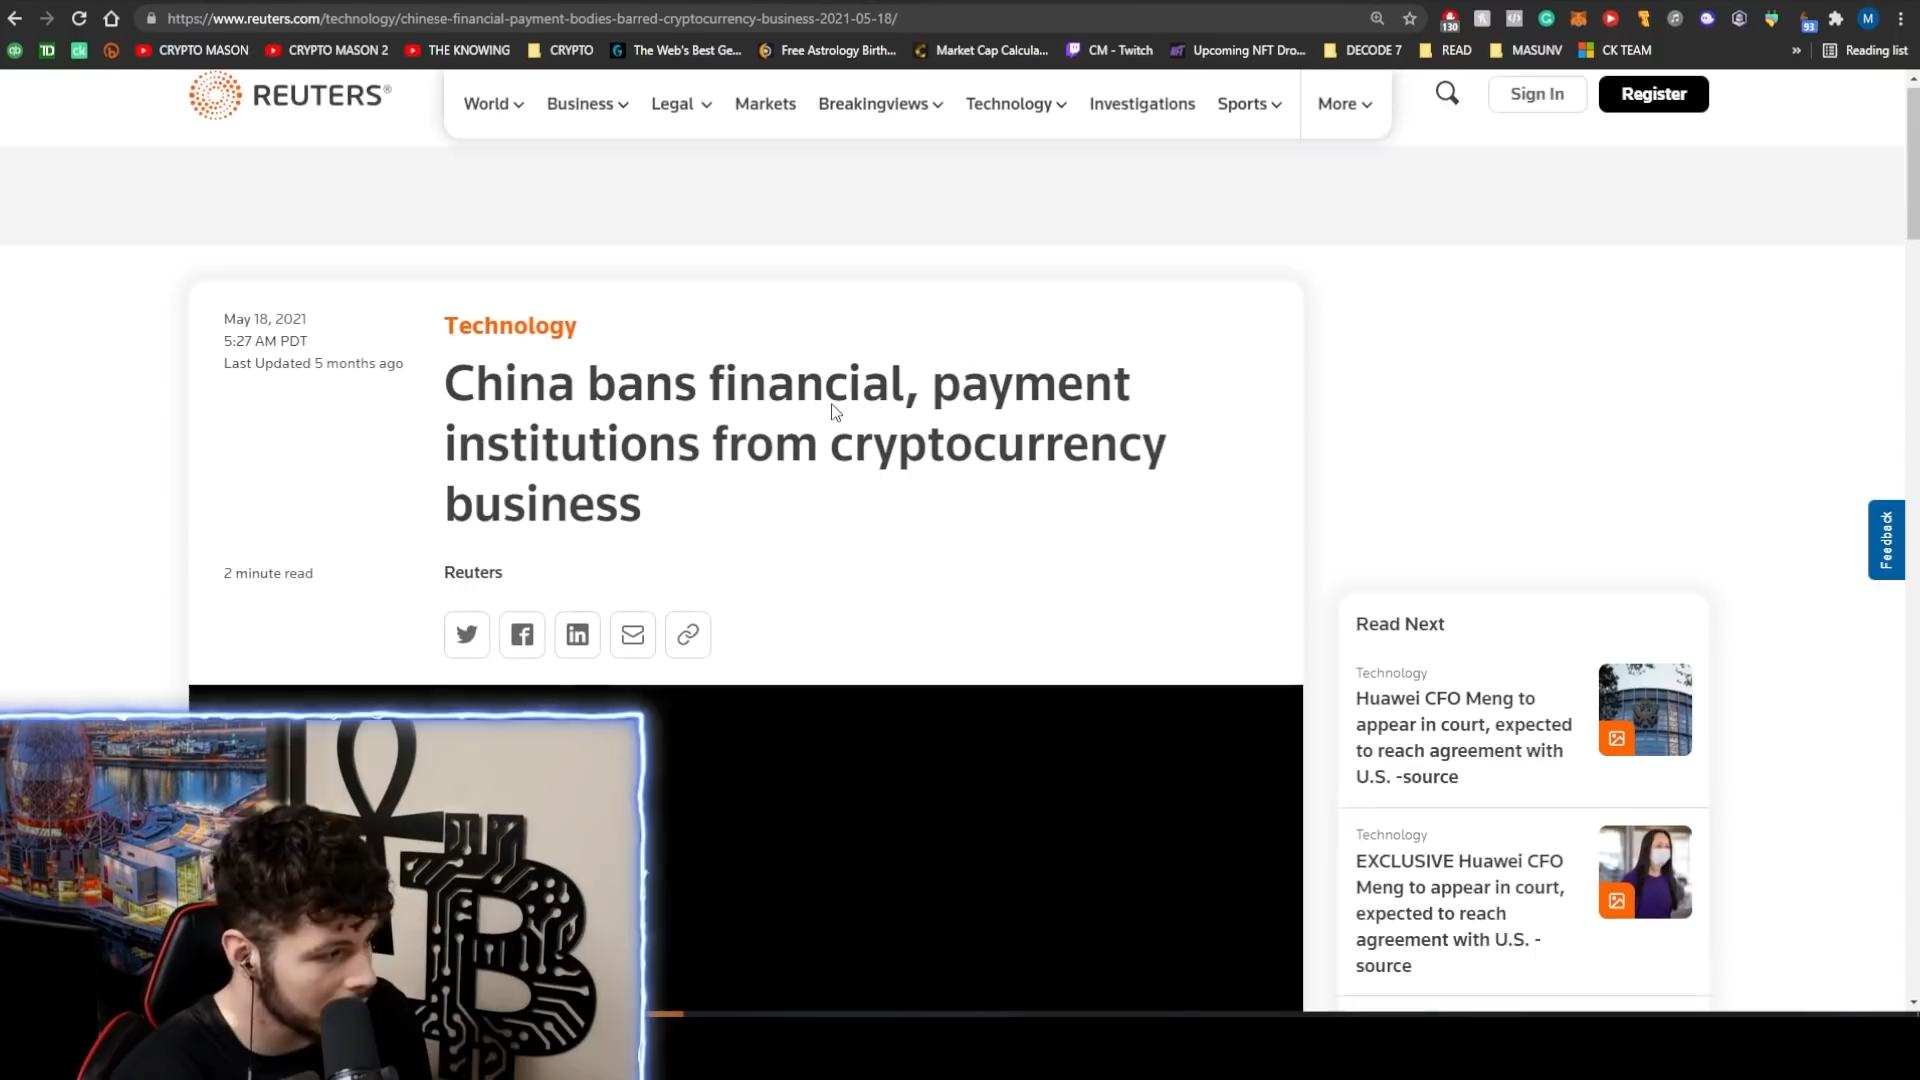 https://www.reuters.com/technology/chinese-financial-payment-bodies-barred-cryptocurrency-business-2021-05-18/
130
93
M
TD
ck
CRYPTO MASON
CRYPTO MASON 2
THE KNOWING
CRYPTO
The Web's Best Ge...
Free Astrology Birth...
Market Cap Calcula...
CM - Twitch
Upcoming NFT Dro...
DECODE 7
READ
MASUNV
CK TEAM
»
Reading list
REUTERS®
World
Business
Legal
Markets
Breakingviews
Technology
Investigations
Sports
More
Sign In
Register
May 18, 2021
5:27 AM PDT
Last Updated 5 months ago
Technology
China bans financial, payment
institutions from cryptocurrency
business
2 minute read
Reuters
Feedback
Read Next
Technology
Huawei CFO Meng to
appear in court, expected
to reach agreement with
U.S. -source
Technology
EXCLUSIVE Huawei CFO
Meng to appear in court,
expected to reach
agreement with U.S. -
source